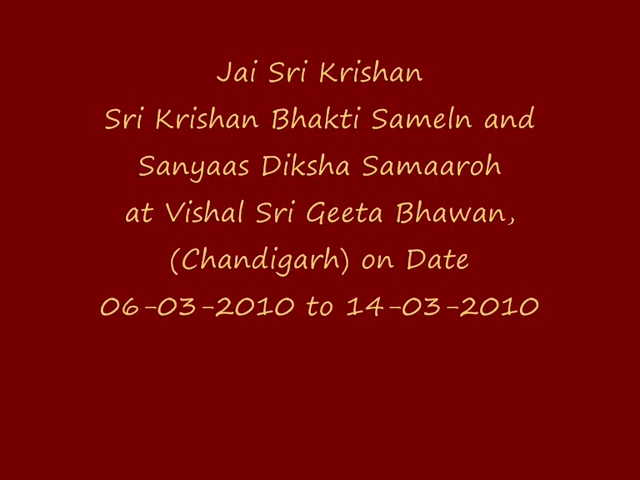 Jai Sri Krishan
Sri Krishan Bhakti Sameln and
Sanyaas Diksha Samaaroh
at Vishal Sri Geeta Bhawan,
(Chandigarh) on Date
06-03-2010 to 14-03-2010